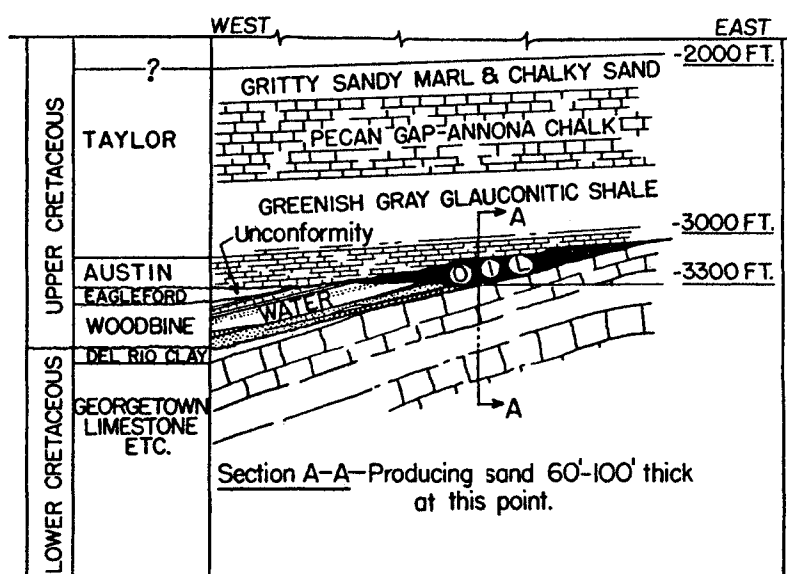 WEST EAST
-2000 FT.
?
GRITTY SANDY MARL & CHALKY SAND
UPPER CRETACEOUS
TAYLOR
PECAN GAP-ANNONA CHALK
GREENISH GRAY GLAUCONITIC SHALE
A
-3000 FT.
Unconformity
AUSTIN
OIL
-3300 FT.
EAGLEFORD
WATER
WOODBINE
DEL RIO CLAY
LOWER CRETACEOUS
GEORGETOWN
LIMESTONE
ETC.
A
Section A-A-Producing sand 60'-100' thick
at this point.